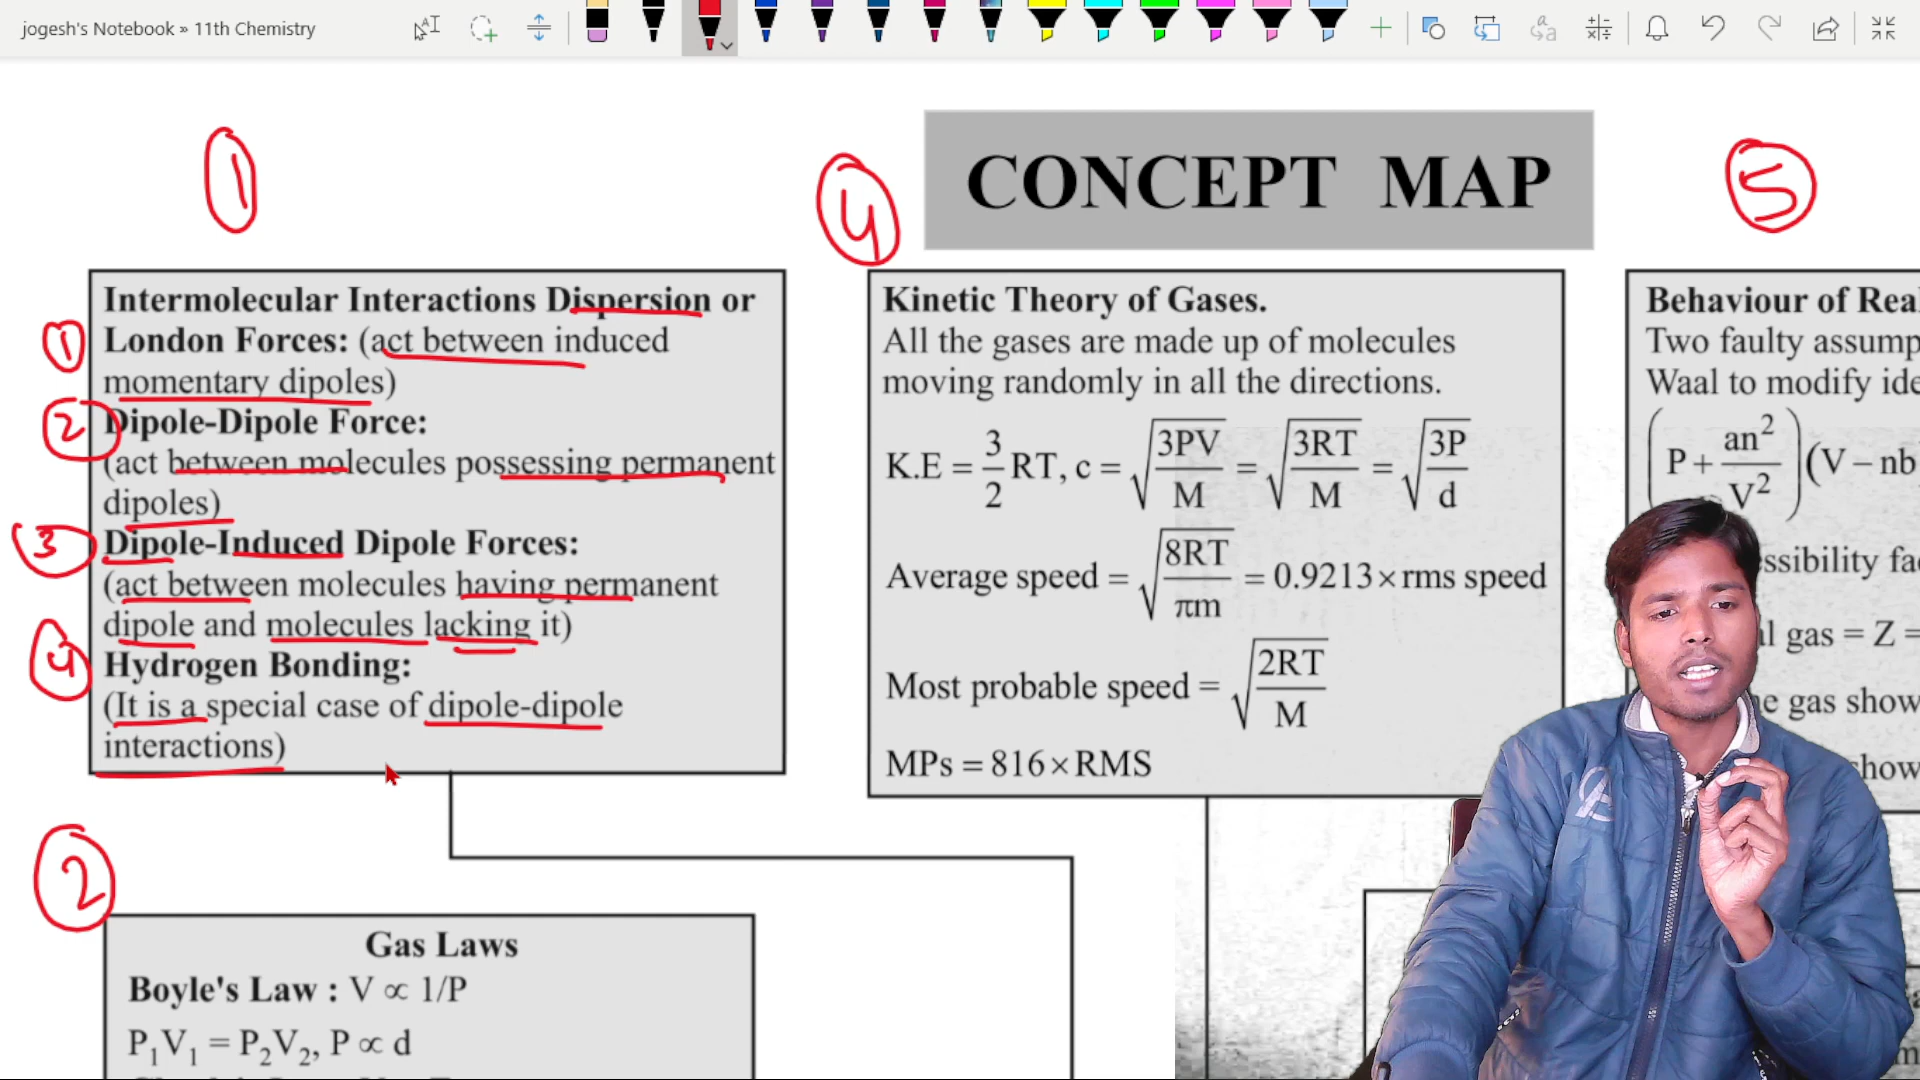 jogesh's Notebook » 11th Chemistry
1
4
CONCEPT MAP
5
Intermolecular Interactions Dispersion or
1 London Forces: (act between induced
momentary dipoles)
2 Dipole-Dipole Force:
(act between molecules possessing permanent
dipoles)
3 Dipole-Induced Dipole Forces:
(act between molecules having permanent
dipole and molecules lacking it)
4 Hydrogen Bonding:
(It is a special case of dipole-dipole
interactions)
Kinetic Theory of Gases.
All the gases are made up of molecules
moving randomly in all the directions.
K.E = 3/2 RT, c = √(3PV/M) = √(3RT/M) = √(3P/d)
Average speed = √(8RT/πm) = 0.9213 × rms speed
Most probable speed = √(2RT/M)
MPs = 816 × RMS
Behaviour of Rea
Two faulty assump
Waal to modify ide
(P + an²/V²)(V − nb
ssibility fa
l gas = Z =
e gas show
how
2
Gas Laws
Boyle's Law : V ∝ 1/P
P₁V₁ = P₂V₂, P ∝ d